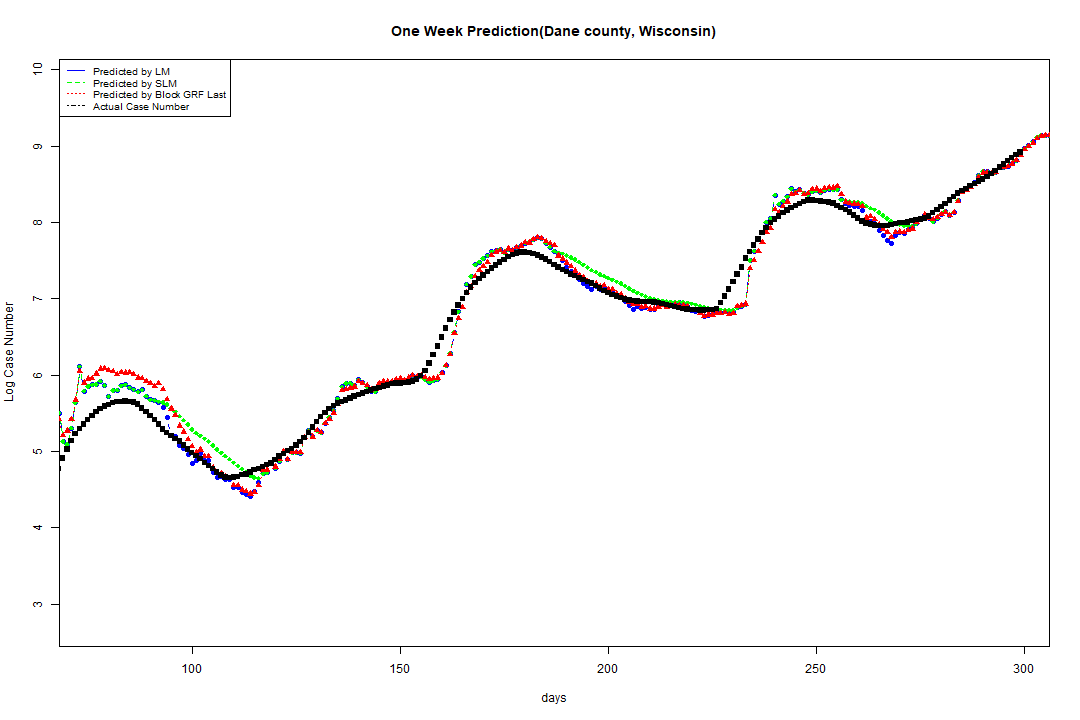 One Week Prediction(Dane county, Wisconsin)
Predicted by LM
Predicted by SLM
Predicted by Block GRF Last
Actual Case Number
10
9
8
7
6
5
4
3
Log Case Number
100 150 200 250 300
days